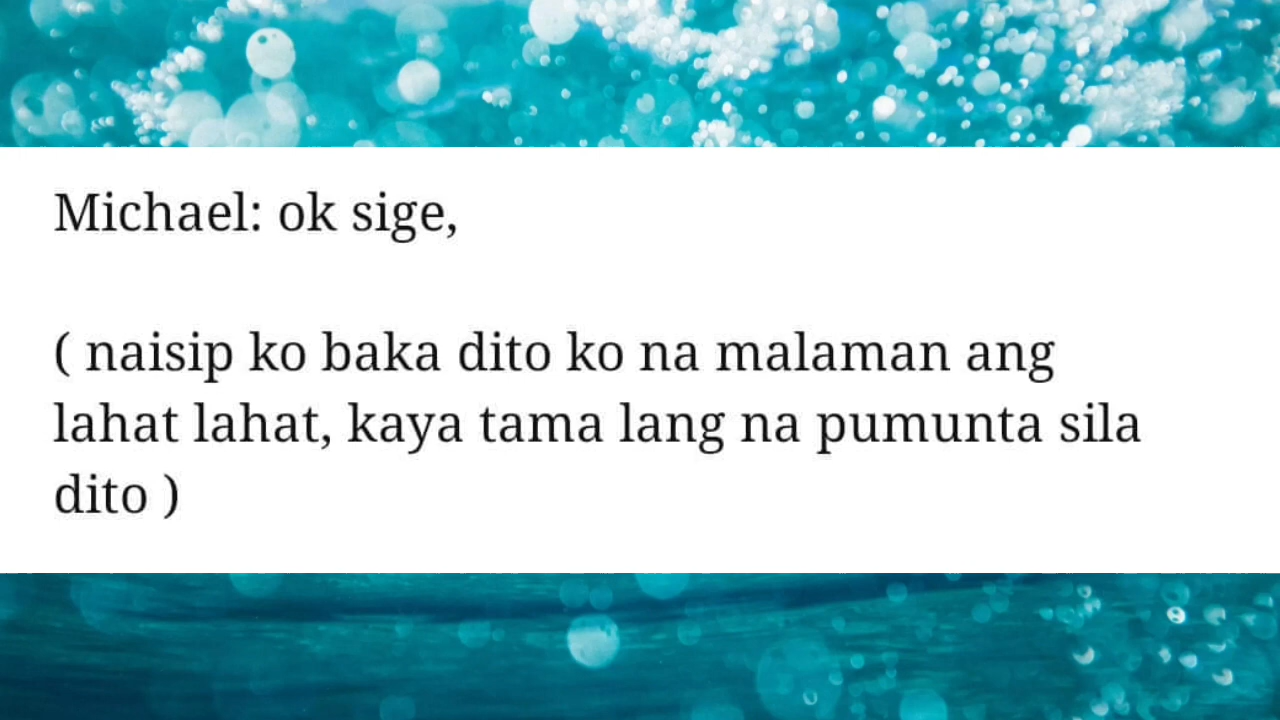 Michael: ok sige,
( naisip ko baka dito ko na malaman ang
lahat lahat, kaya tama lang na pumunta sila
dito )